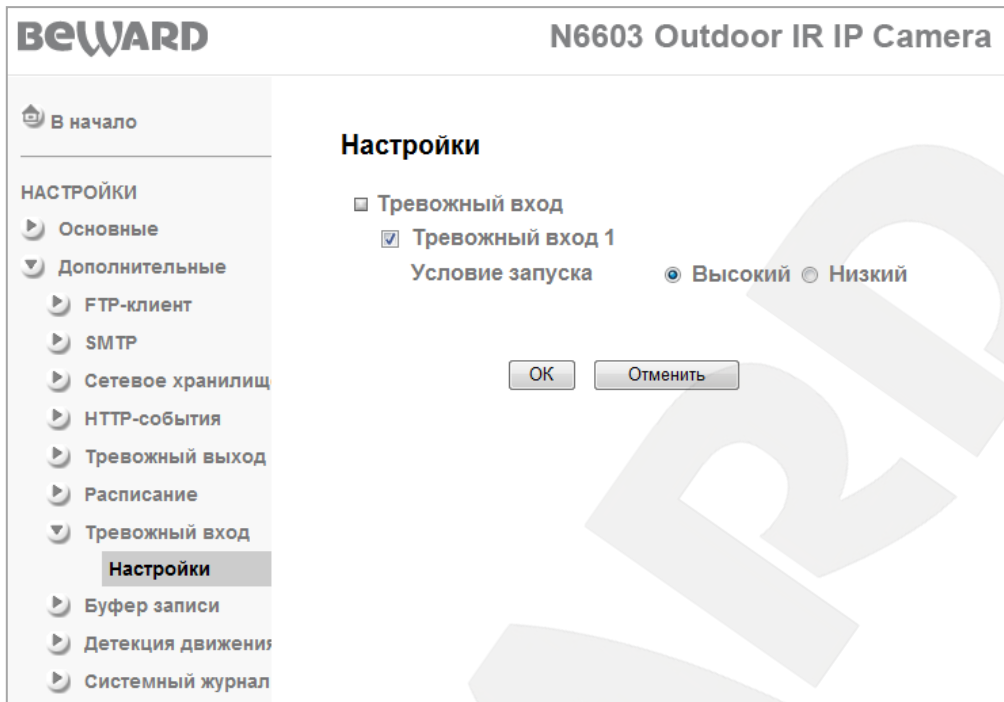 BEWARD
N6603 Outdoor IR IP Camera
В начало
НАСТРОЙКИ
Основные
Дополнительные
FTP-клиент
SMTP
Сетевое хранилищ
HTTP-события
Тревожный выход
Расписание
Тревожный вход
Настройки
Буфер записи
Детекция движения
Системный журнал
Настройки
Тревожный вход
Тревожный вход 1
Условие запуска Высокий Низкий
ОК Отменить